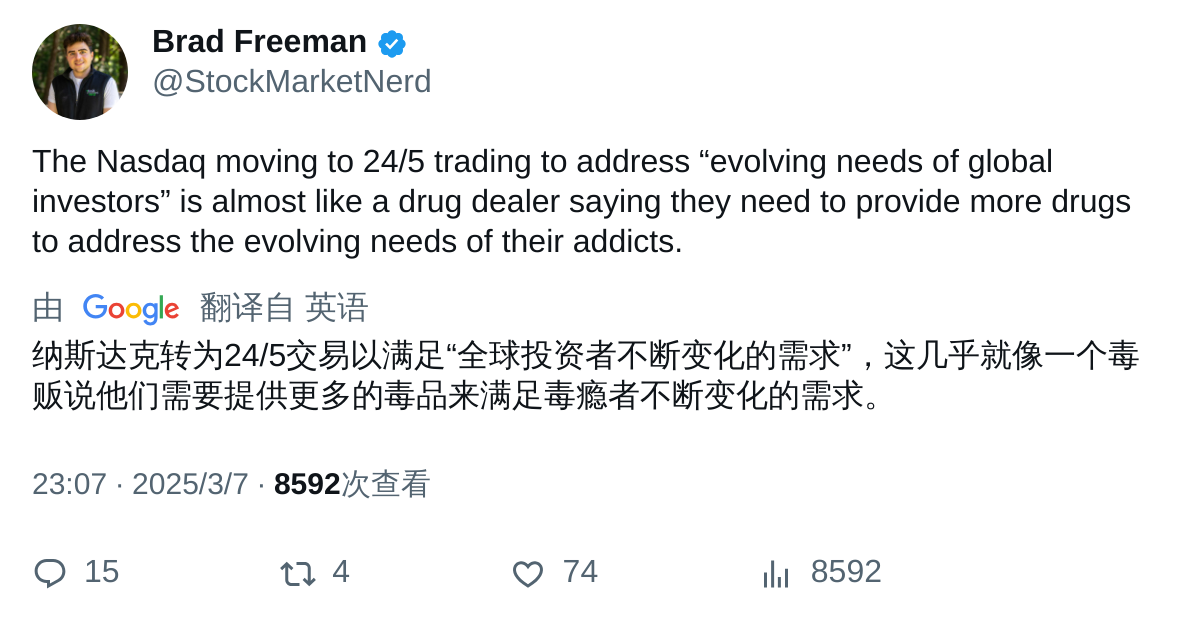 Brad Freeman
@StockMarketNerd
The Nasdaq moving to 24/5 trading to address “evolving needs of global
investors” is almost like a drug dealer saying they need to provide more drugs
to address the evolving needs of their addicts.
由 Google 翻译自 英语
纳斯达克转为24/5交易以满足“全球投资者不断变化的需求”，这几乎就像一个毒
贩说他们需要提供更多的毒品来满足毒瘾者不断变化的需求。
23:07 · 2025/3/7 · 8592次查看
15 4 74 8592